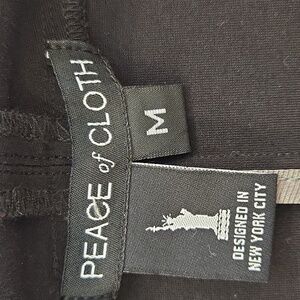 PEACE of CLOTH
M
DESIGNED IN
NEW YORK CITY